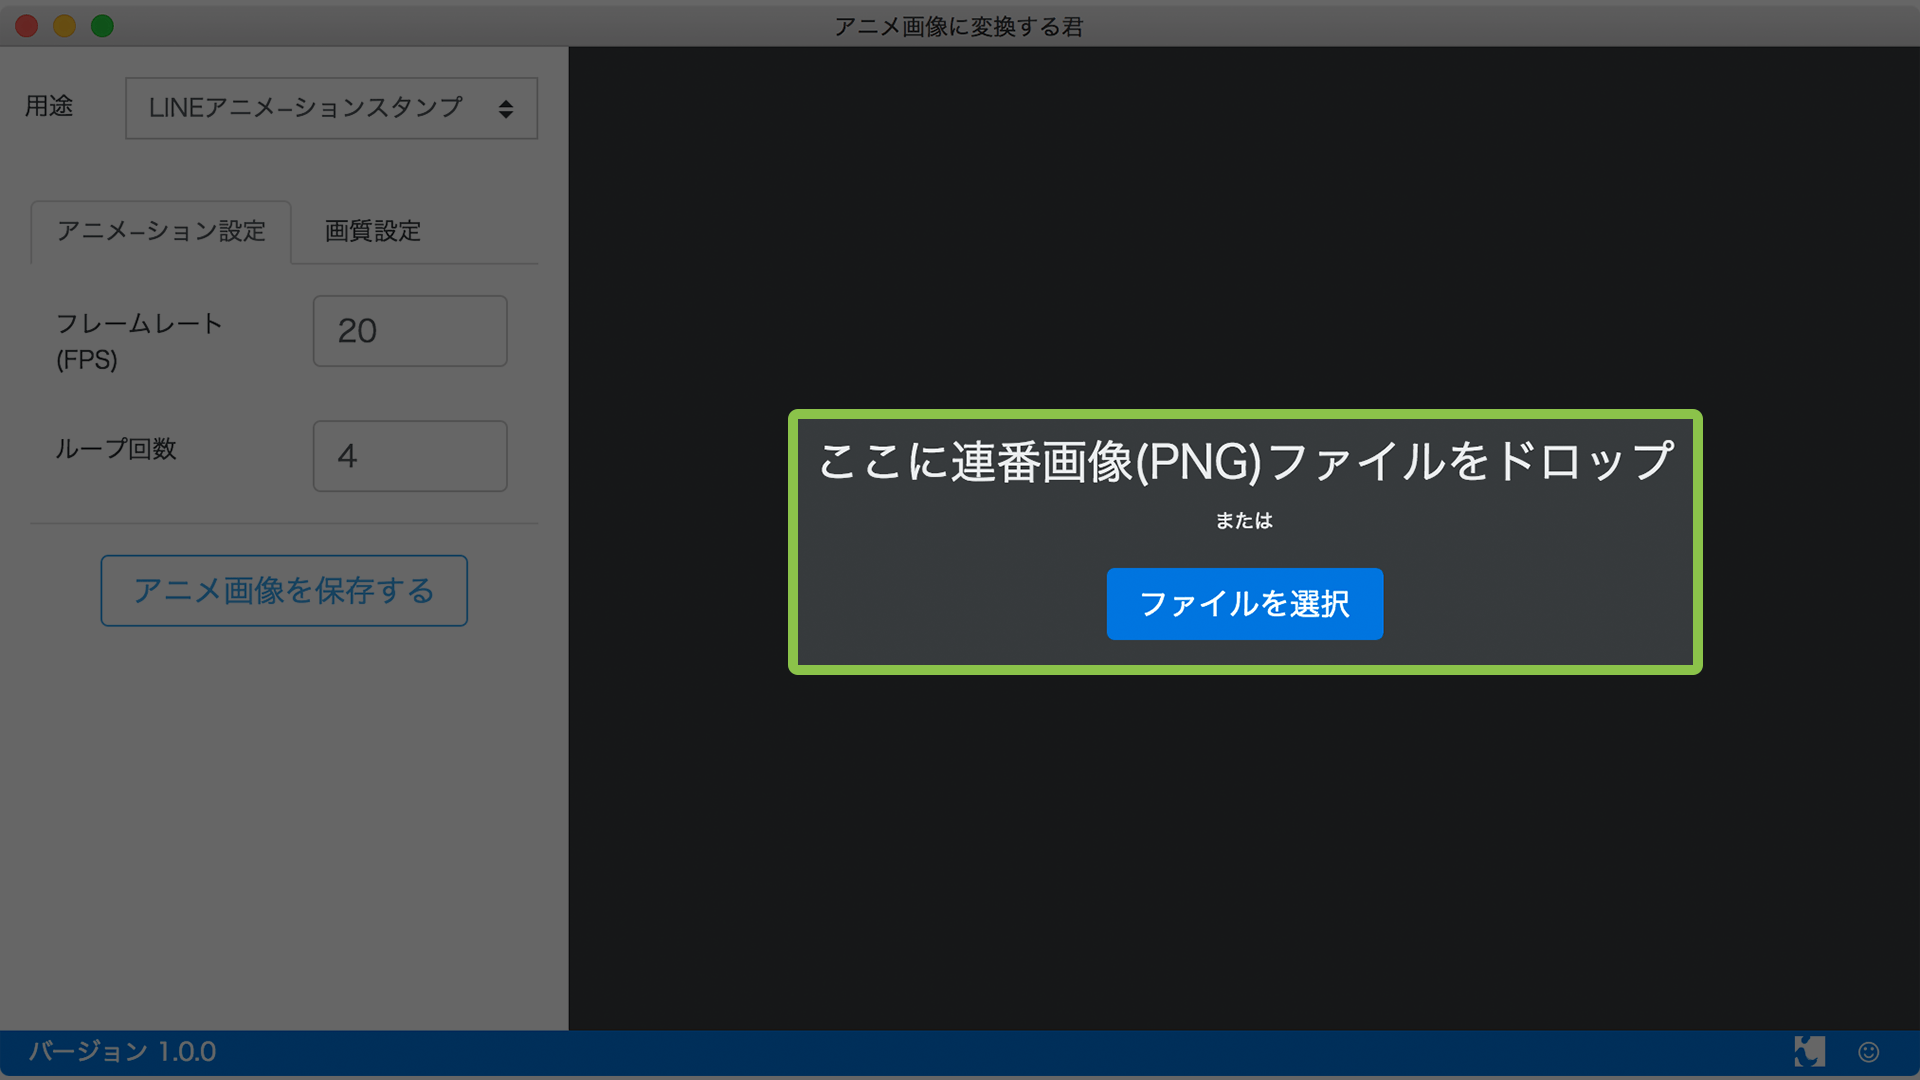 アニメ画像に変換する君
用途
LINEアニメーションスタンプ
アニメーション設定
画質設定
フレームレート
(FPS)
20
ループ回数
4
アニメ画像を保存する
ここに連番画像(PNG)ファイルをドロップ
または
ファイルを選択
バージョン 1.0.0